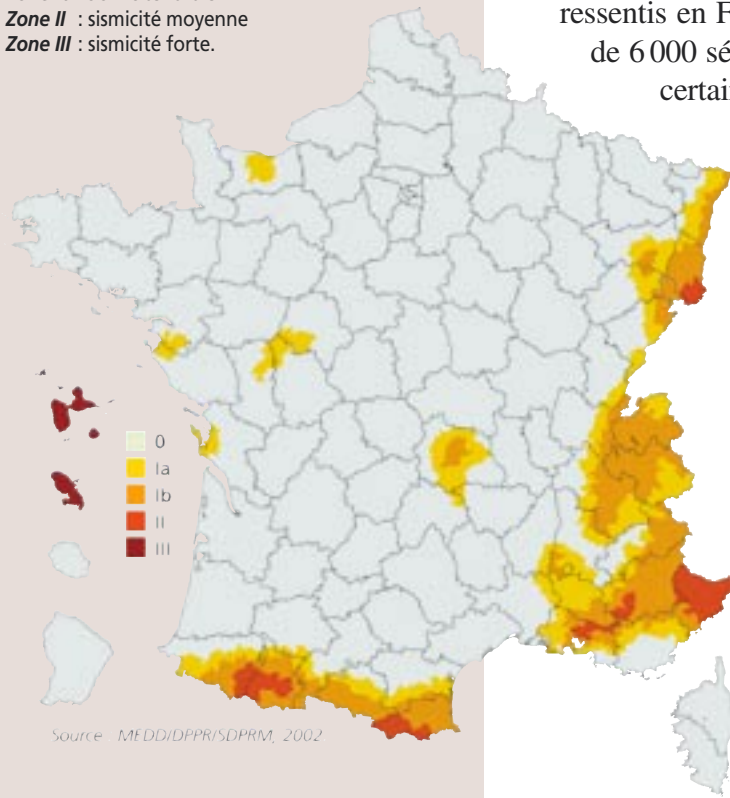 Zone II : sismicité moyenne
Zone III : sismicité forte.
ressentis en F
de 6 000 sé
certain
0
Ia
Ib
II
III
Source MEDD/DPPR/SDPRM, 2002